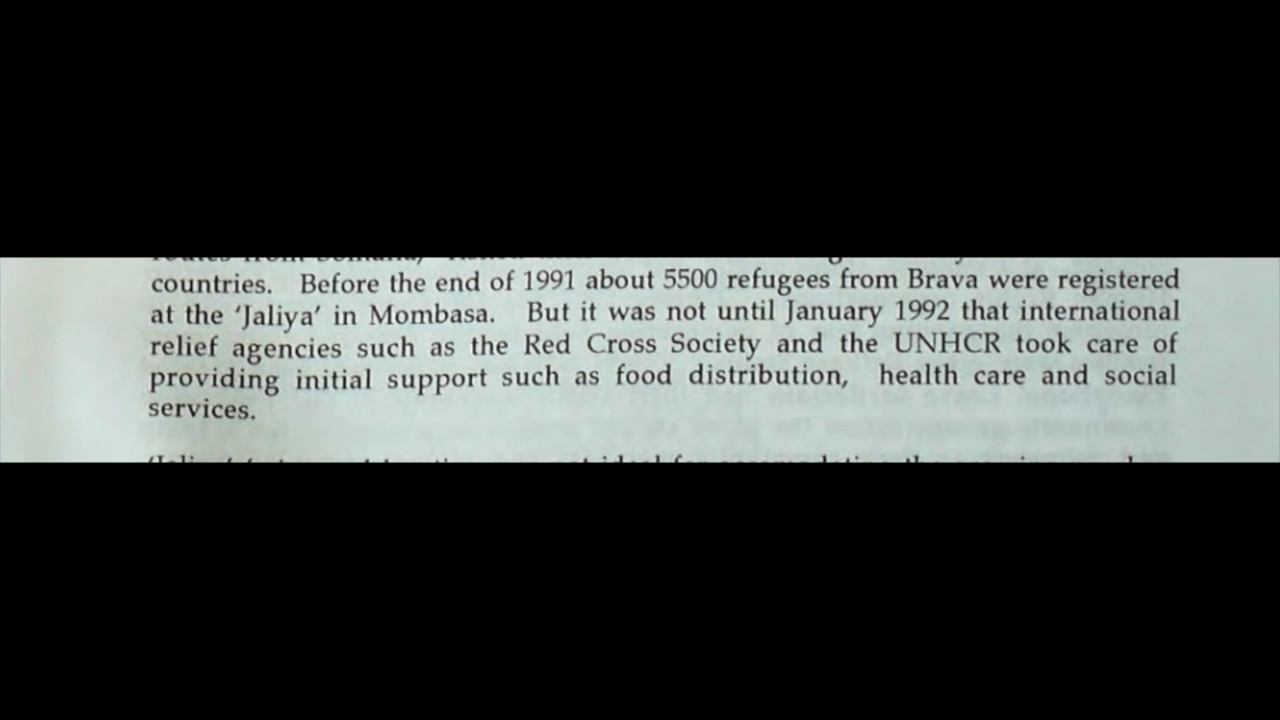 countries. Before the end of 1991 about 5500 refugees from Brava were registered
at the ‘Jaliya’ in Mombasa. But it was not until January 1992 that international
relief agencies such as the Red Cross Society and the UNHCR took care of
providing initial support such as food distribution, health care and social
services.